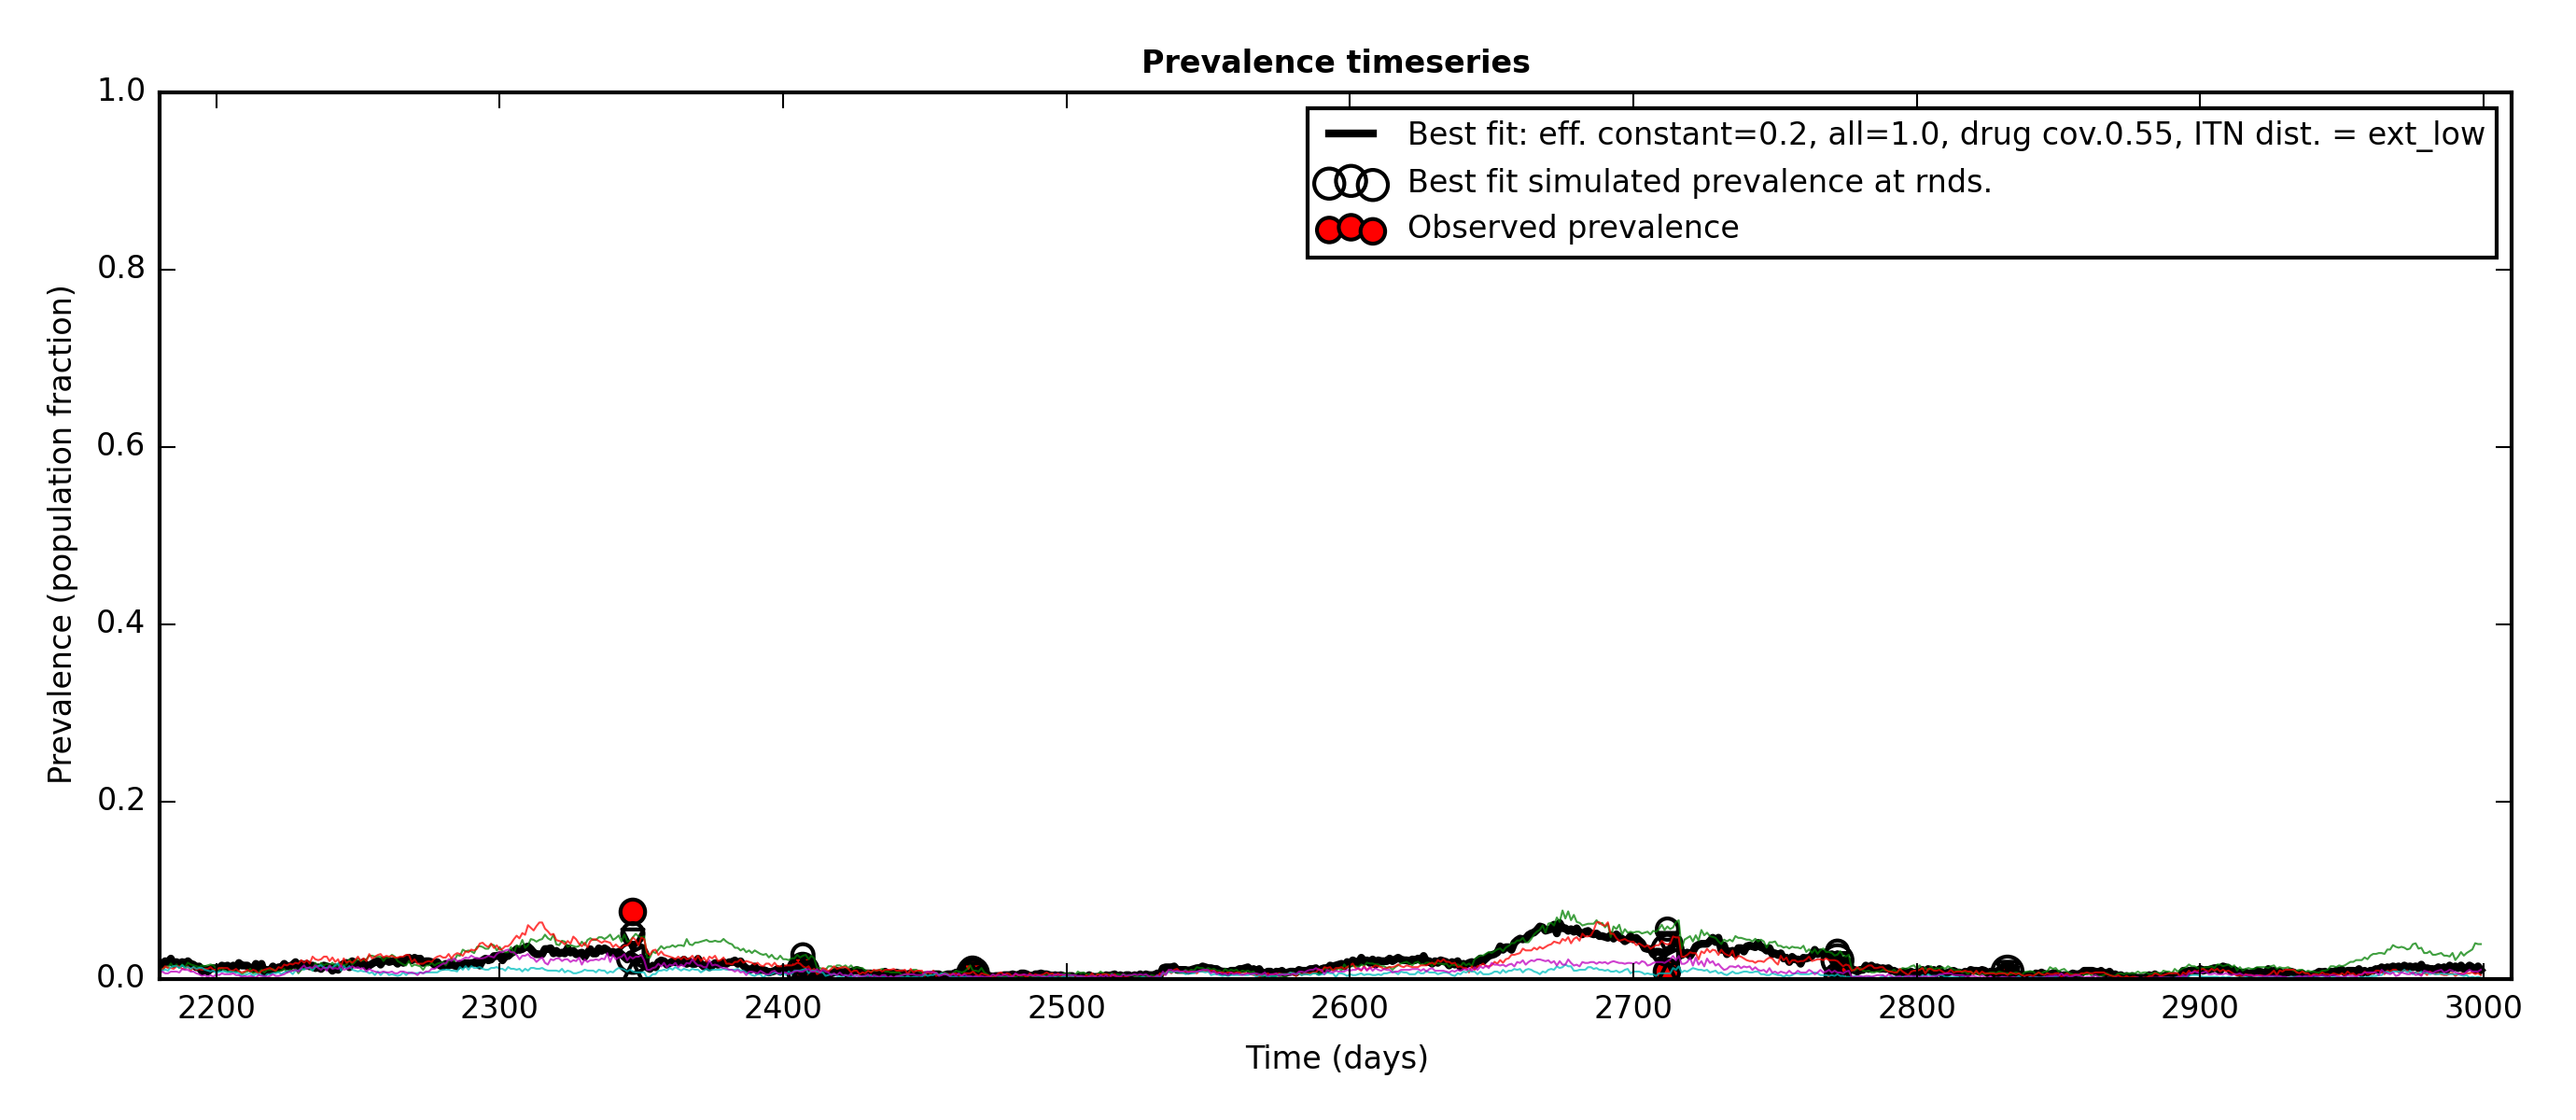 Prevalence timeseries
1.0
0.8
0.6
0.4
0.2
0.0
Prevalence (population fraction)
Best fit: eff. constant=0.2, all=1.0, drug cov.0.55, ITN dist. = ext_low
Best fit simulated prevalence at rnds.
Observed prevalence
2200 2300 2400 2500 2600 2700 2800 2900 3000
Time (days)